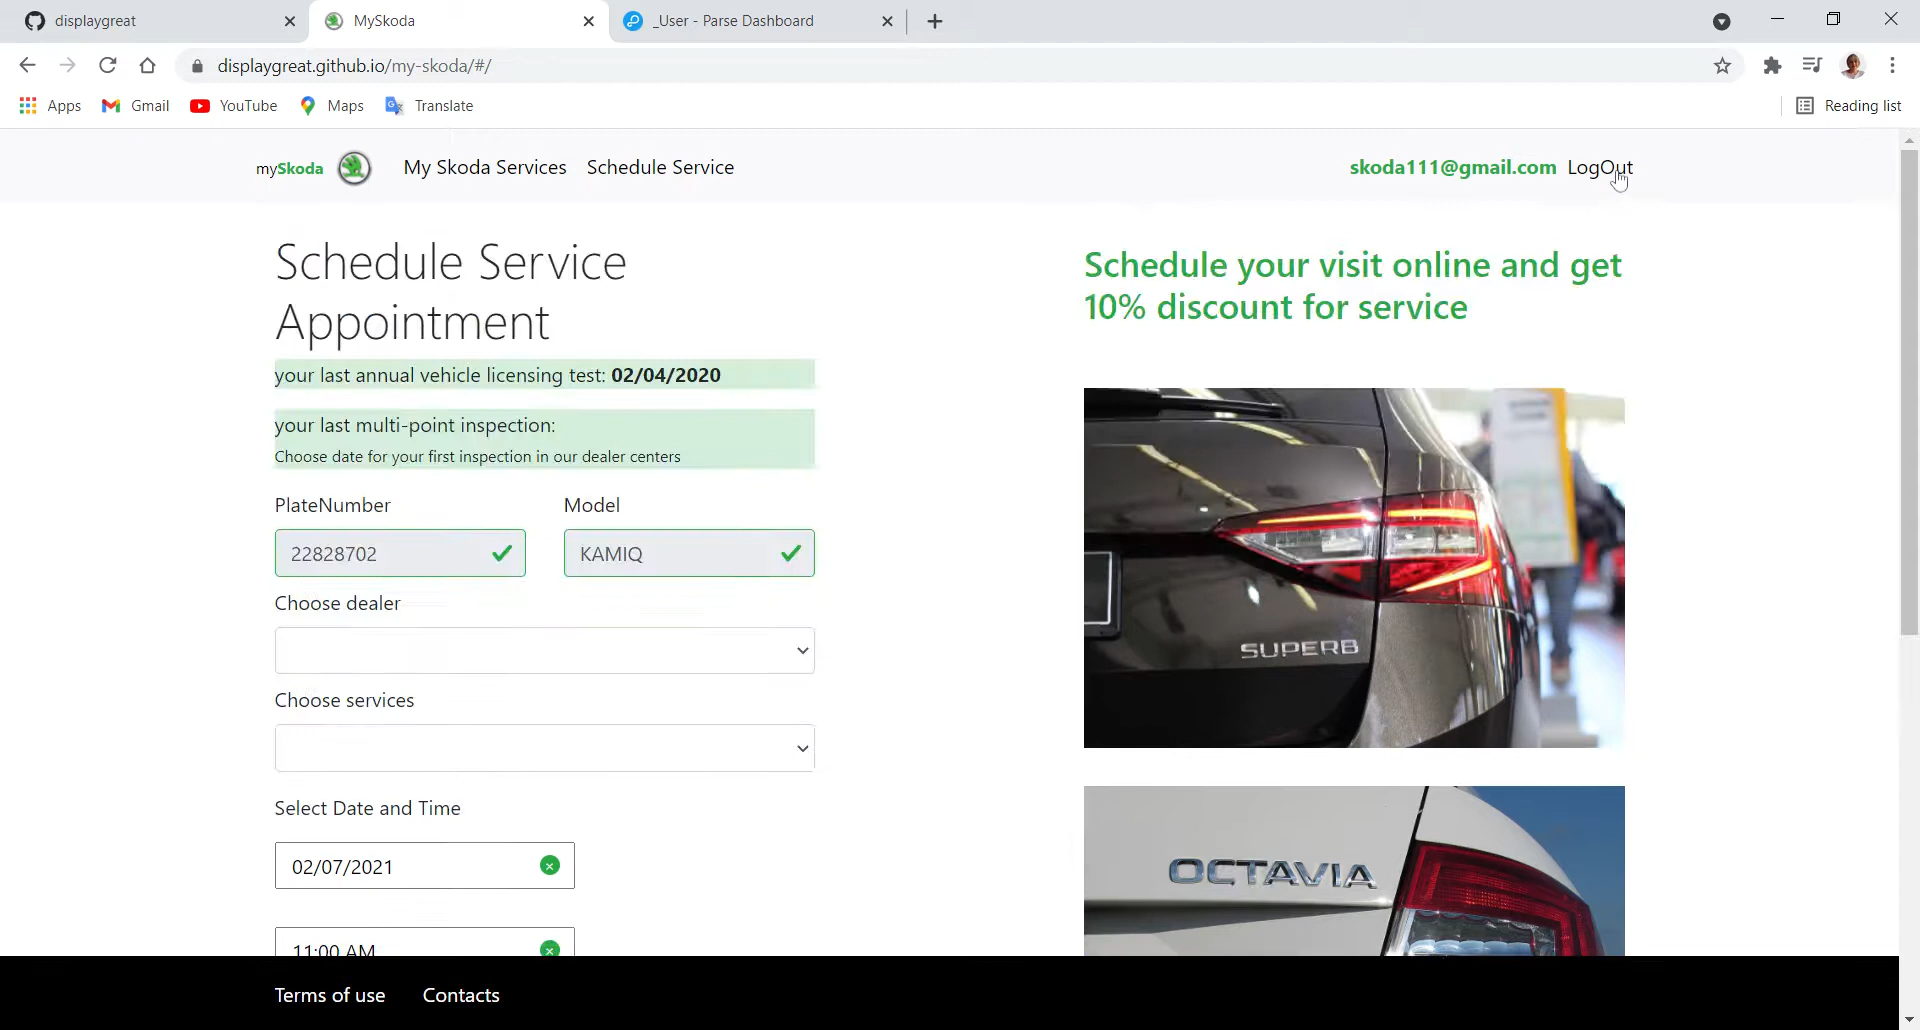 displaygreat
MySkoda
_User - Parse Dashboard
displaygreat.github.io/my-skoda/#/
Apps
Gmail
YouTube
Maps
Translate
Reading list
mySkoda
My Skoda Services
Schedule Service
skoda111@gmail.com
LogOut
Schedule Service
Appointment
your last annual vehicle licensing test: 02/04/2020
your last multi-point inspection:
Choose date for your first inspection in our dealer centers
PlateNumber
Model
22828702
KAMIQ
Choose dealer
Choose services
Select Date and Time
02/07/2021
11:00 AM
Schedule your visit online and get
10% discount for service
SUPERB
OCTAVIA
Terms of use
Contacts